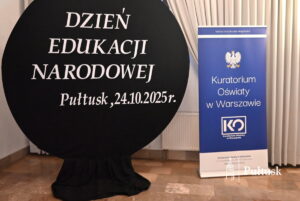 DZIEŃ
EDUKACJI
NARODOWEJ
Pułtusk ,24.10.2025 r.
Kuratorium
Oświaty
w Warszawie
KO
Pułtusk